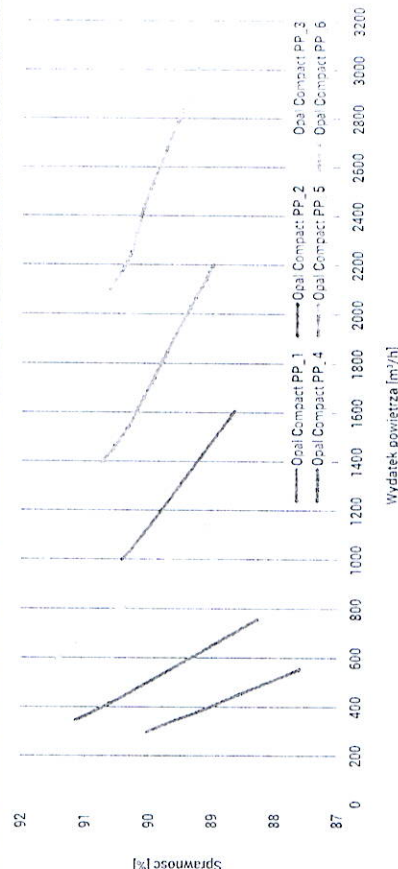 Sprawność [%]
92
91
90
89
88
87
0
200
400
600
800
1000
1200
1400
1600
1800
2000
2200
2400
2600
2800
3000
3200
Wydatek powietrza [m³/h]
Opal Compact PP_1
Opal Compact PP_2
Opal Compact PP_3
Opal Compact PP_4
Opal Compact PP_5
Opal Compact PP_6